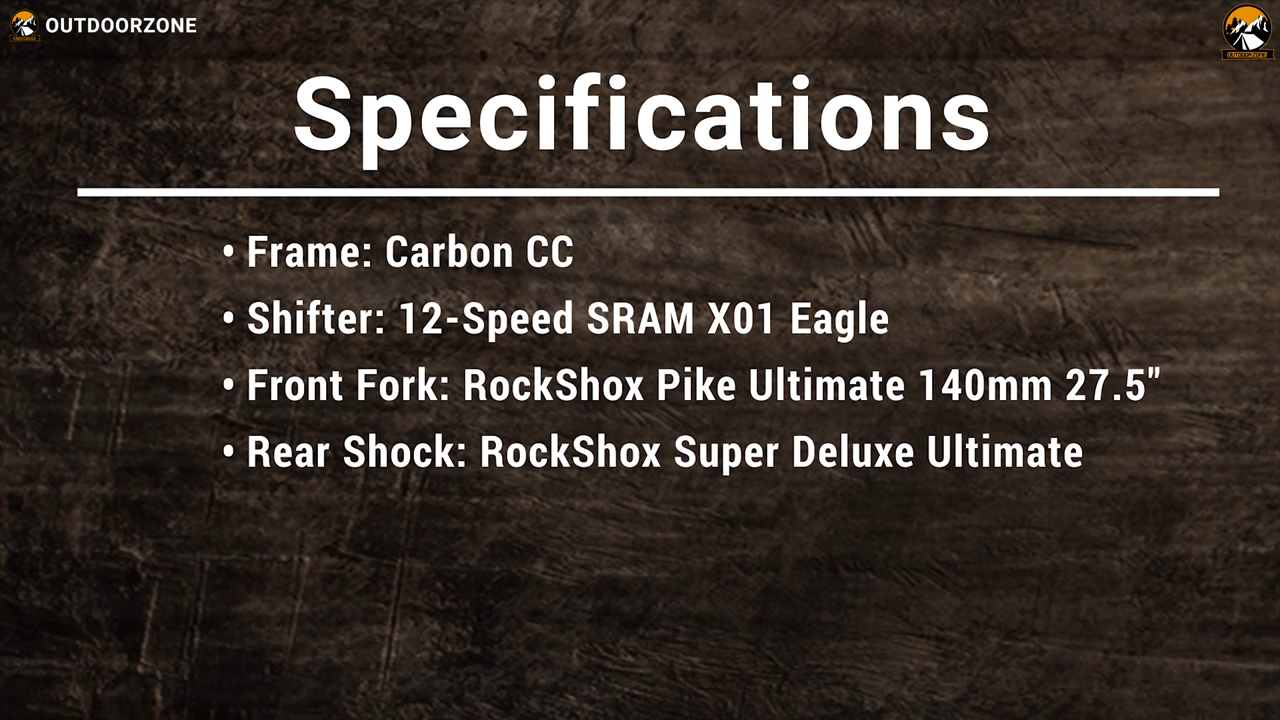 OUTDOORZONE
OUTDOORZONE
Specifications
• Frame: Carbon CC
• Shifter: 12-Speed SRAM X01 Eagle
• Front Fork: RockShox Pike Ultimate 140mm 27.5"
• Rear Shock: RockShox Super Deluxe Ultimate